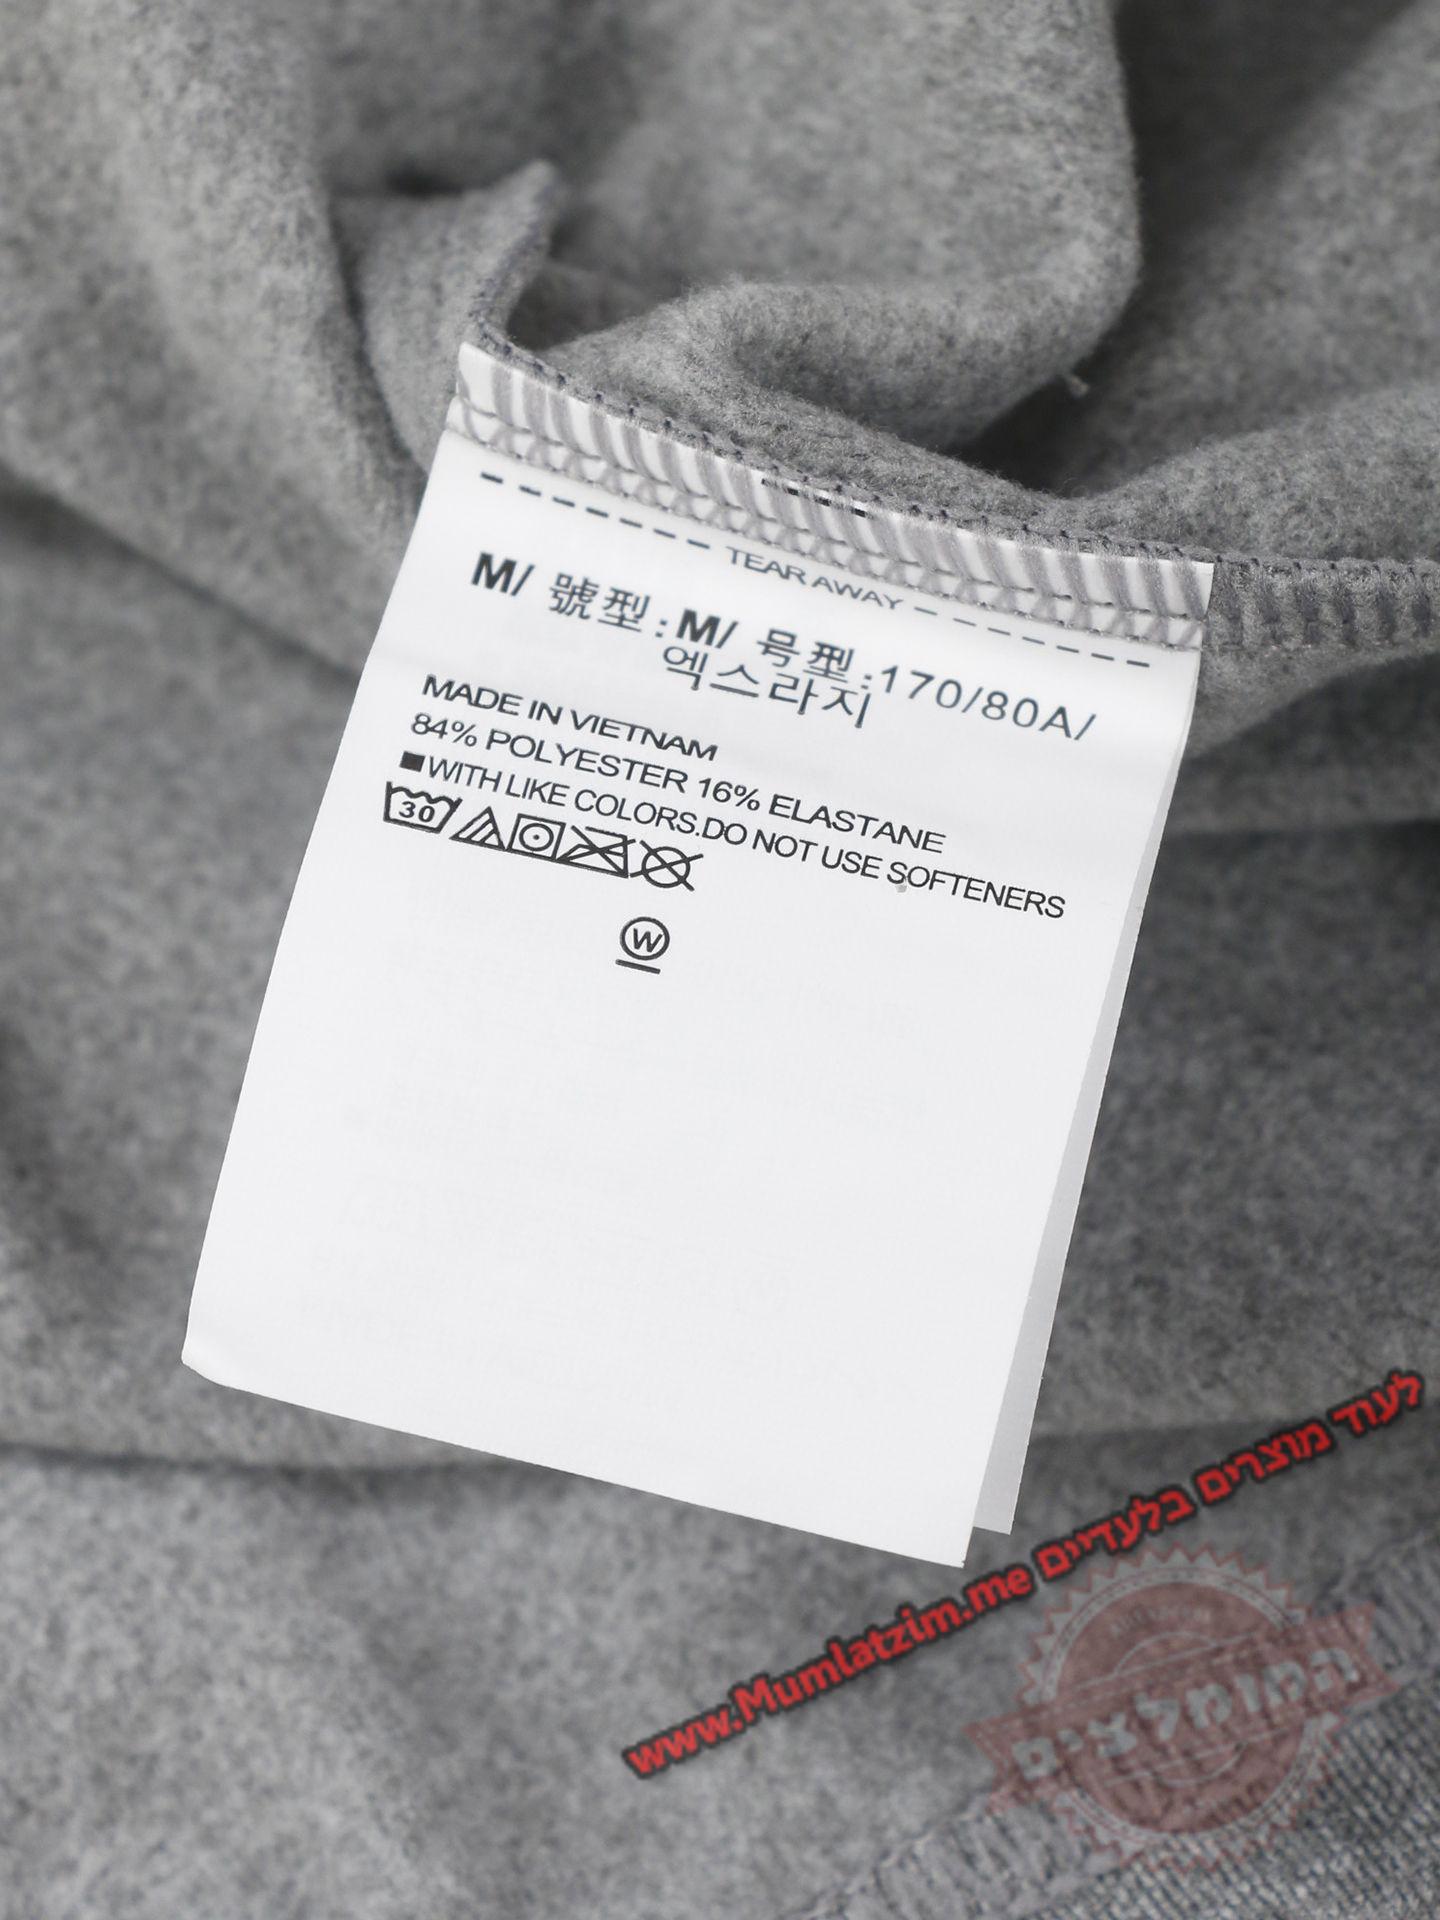 TEAR AWAY
M/ 號型:M/ 号型:170/80A/
엑스라지
MADE IN VIETNAM
84% POLYESTER 16% ELASTANE
■WITH LIKE COLORS.DO NOT USE SOFTENERS
30
W
לעוד מוצרים בלעדיים www.Mumlatzim.me
המומלצים